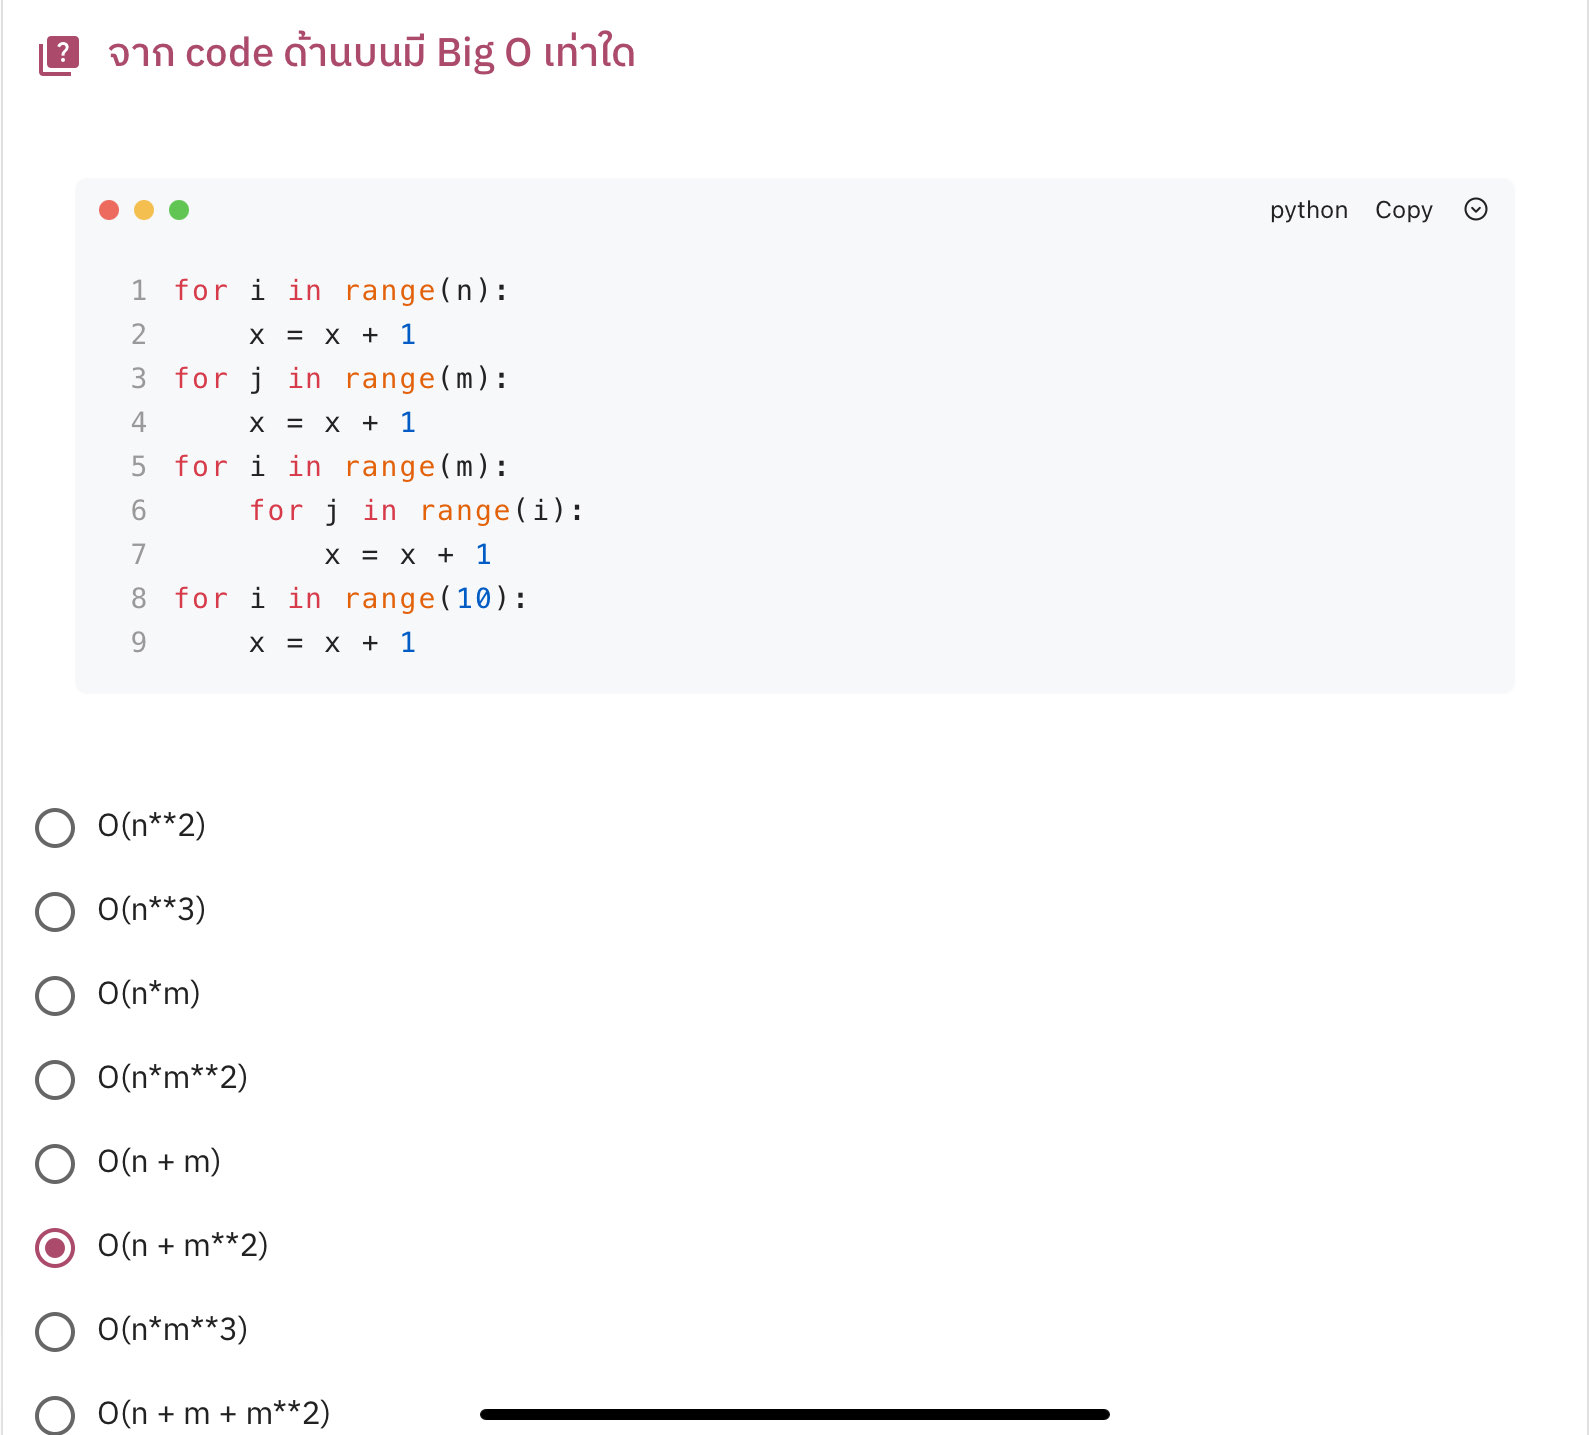 จาก code ด้านบนมี Big O เท่าใด
python Copy
1 for i in range(n):
2     x = x + 1
3 for j in range(m):
4     x = x + 1
5 for i in range(m):
6     for j in range(i):
7         x = x + 1
8 for i in range(10):
9     x = x + 1
O(n**2)
O(n**3)
O(n*m)
O(n*m**2)
O(n + m)
O(n + m**2)
O(n*m**3)
O(n + m + m**2)